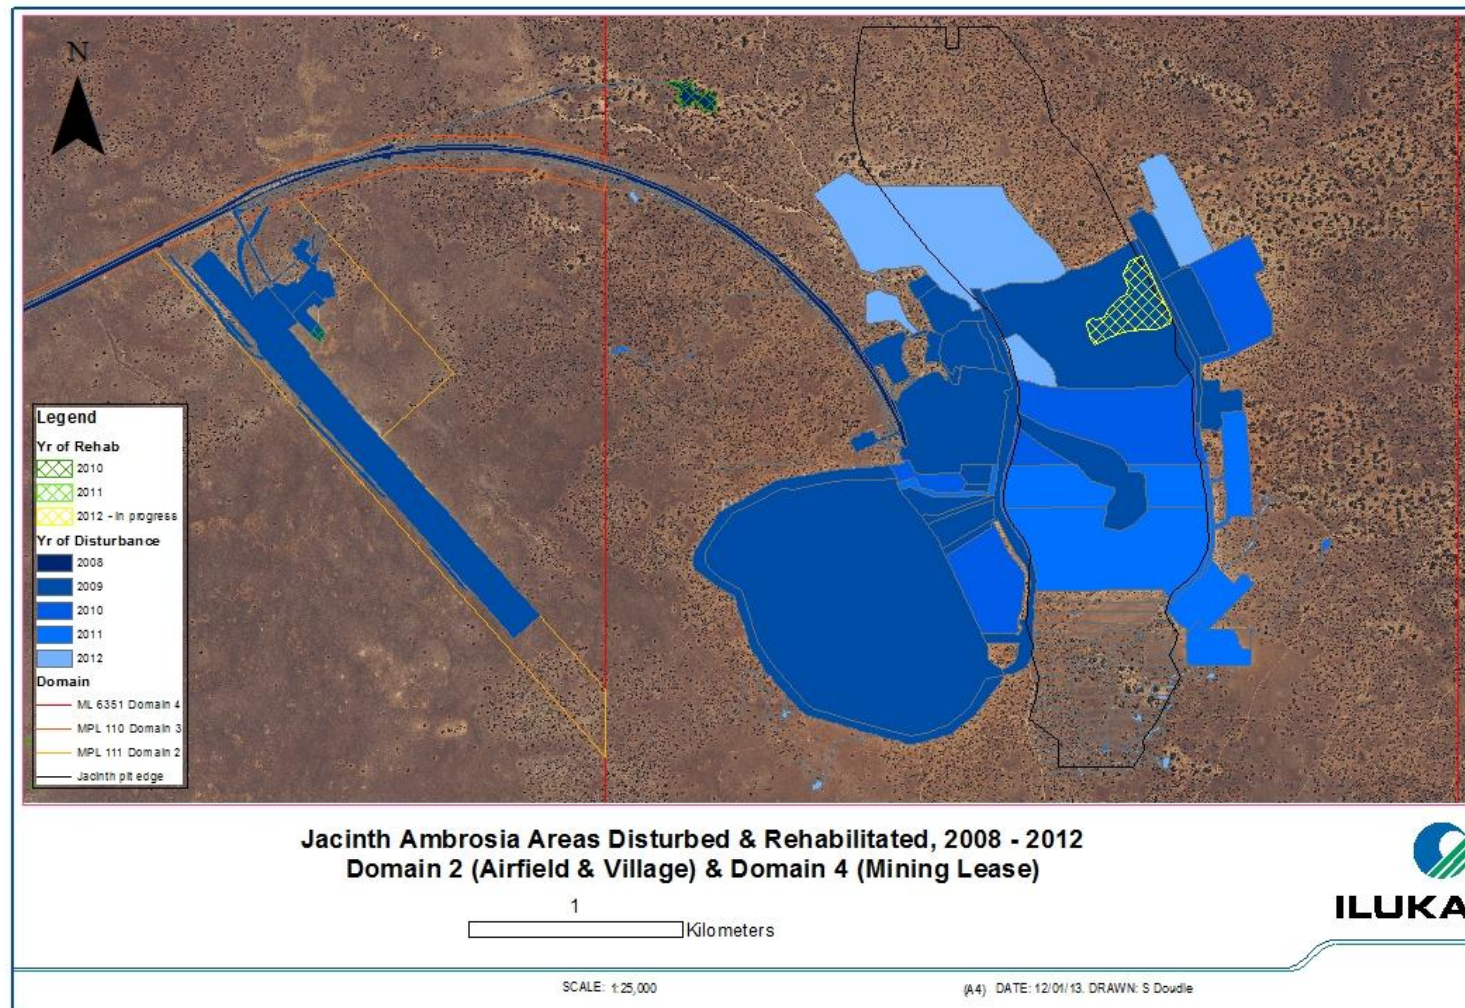 N
Legend
Yr of Rehab
2010
2011
2012 - In progress
Yr of Disturbance
2008
2009
2010
2011
2012
Domain
ML 6351 Domain 4
MPL 110 Domain 3
MPL 111 Domain 2
Jacinth pit edge
Jacinth Ambrosia Areas Disturbed & Rehabilitated, 2008 - 2012
Domain 2 (Airfield & Village) & Domain 4 (Mining Lease)
1
Kilometers
ILUKA
SCALE: 1:25,000
(A4) DATE: 12/01/13. DRAWN: S Doudle